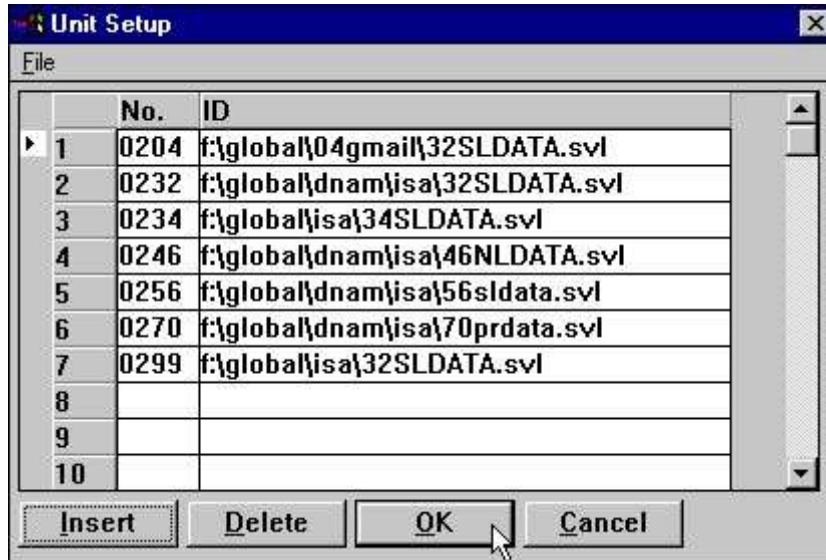 Unit Setup
File
No. ID
1 0204 f:\global\04gmail\32SLDATA.svl
2 0232 f:\global\dnam\isa\32SLDATA.svl
3 0234 f:\global\isa\34SLDATA.svl
4 0246 f:\global\dnam\isa\46NLDATA.svl
5 0256 f:\global\dnam\isa\56sldata.svl
6 0270 f:\global\dnam\isa\70prdata.svl
7 0299 f:\global\isa\32SLDATA.svl
8
9
10
Insert Delete OK Cancel